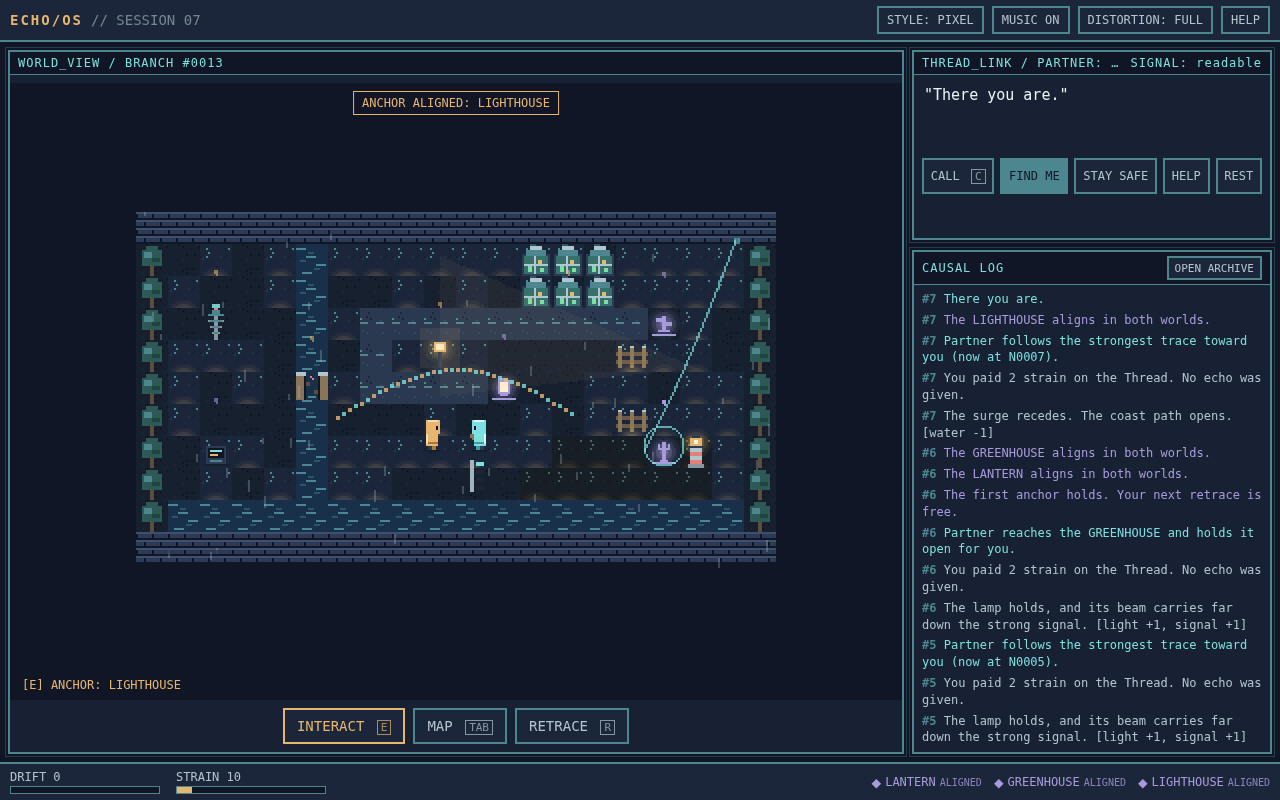 ECHO/OS // SESSION 07
STYLE: PIXEL
MUSIC ON
DISTORTION: FULL
HELP
WORLD_VIEW / BRANCH #0013
ANCHOR ALIGNED: LIGHTHOUSE
[E] ANCHOR: LIGHTHOUSE
INTERACT E
MAP TAB
RETRACE R
THREAD_LINK / PARTNER: … SIGNAL: readable
"There you are."
CALL C
FIND ME
STAY SAFE
HELP
REST
CAUSAL LOG
OPEN ARCHIVE
#7 There you are.
#7 The LIGHTHOUSE aligns in both worlds.
#7 Partner follows the strongest trace toward
you (now at N0007).
#7 You paid 2 strain on the Thread. No echo was
given.
#7 The surge recedes. The coast path opens.
[water -1]
#6 The GREENHOUSE aligns in both worlds.
#6 The LANTERN aligns in both worlds.
#6 The first anchor holds. Your next retrace is
free.
#6 Partner reaches the GREENHOUSE and holds it
open for you.
#6 You paid 2 strain on the Thread. No echo was
given.
#6 The lamp holds, and its beam carries far
down the strong signal. [light +1, signal +1]
#5 Partner follows the strongest trace toward
you (now at N0005).
#5 You paid 2 strain on the Thread. No echo was
given.
#5 The lamp holds, and its beam carries far
down the strong signal. [light +1, signal +1]
DRIFT 0
STRAIN 10
◆ LANTERN ALIGNED ◆ GREENHOUSE ALIGNED ◆ LIGHTHOUSE ALIGNED